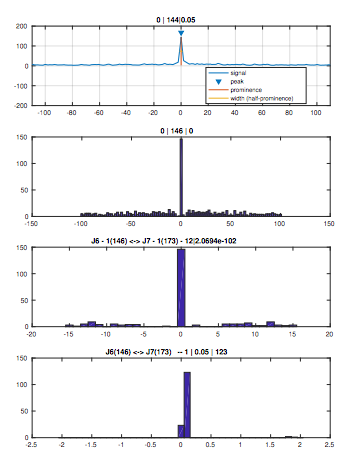 0 | 144|0.05
200
100
0
-100
-200
signal
peak
prominence
width (half-prominence)
-100 -80 -60 -40 -20 0 20 40 60 80 100
0 | 146 | 0
150
100
50
0
-150 -100 -50 0 50 100 150
J6 - 1(146) <-> J7 - 1(173) - 12|2.0694e-102
150
100
50
0
-20 -15 -10 -5 0 5 10 15 20
J6(146) <-> J7(173) -- 1 | 0.05 | 123
150
100
50
0
-2.5 -2 -1.5 -1 -0.5 0 0.5 1 1.5 2 2.5